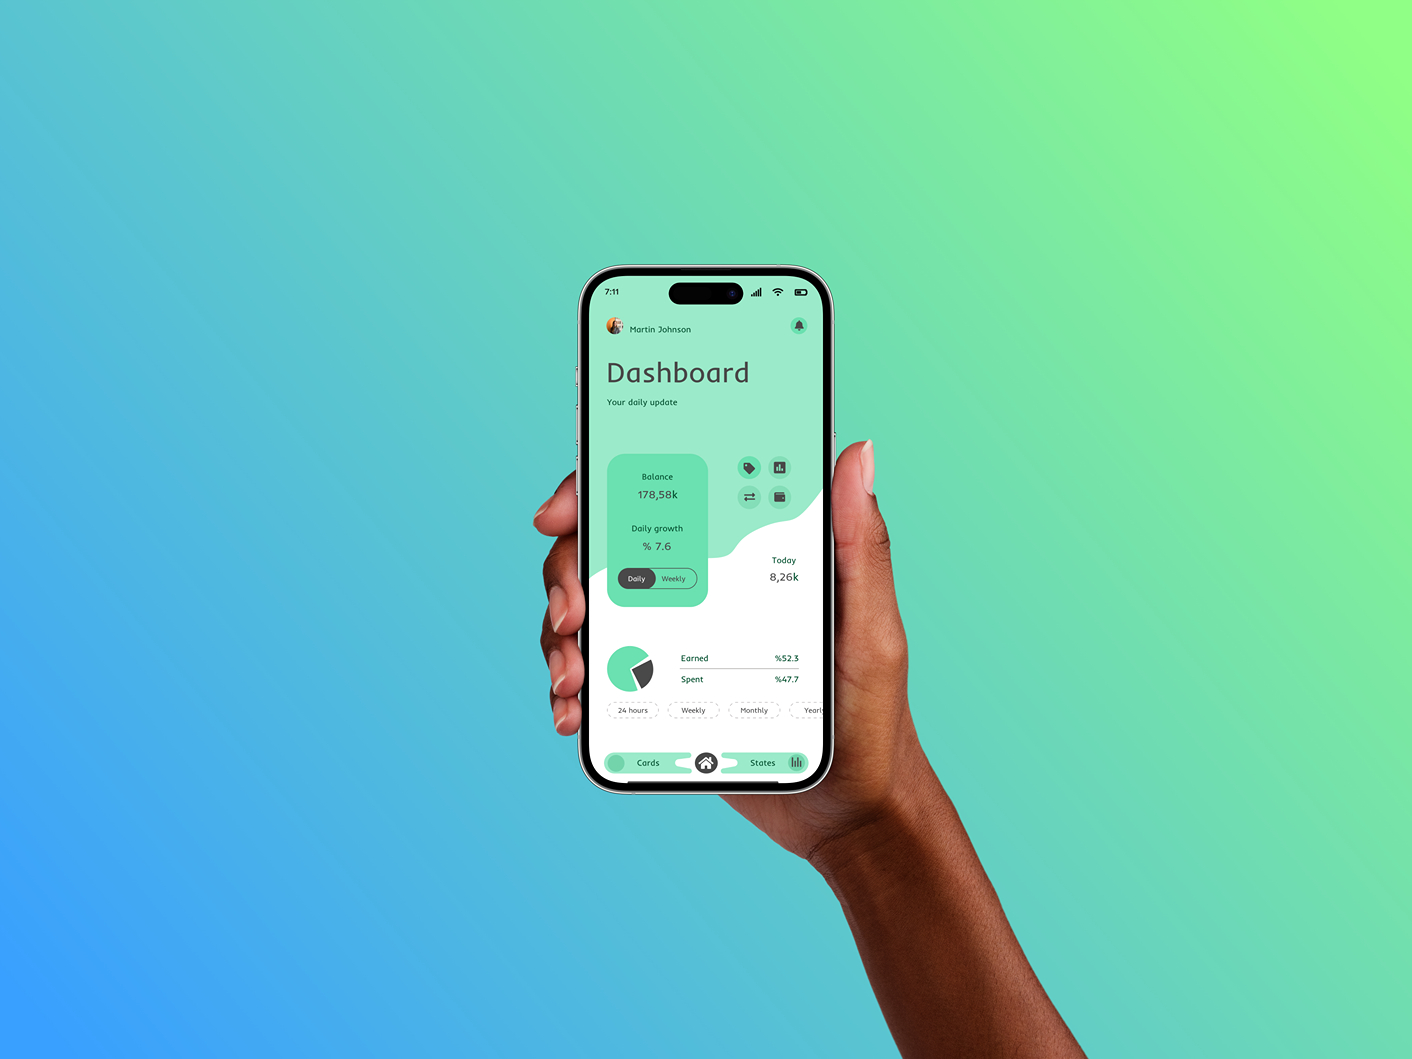 7:11
Martin Johnson
Dashboard
Your daily update
Balance
178,58k
Daily growth
% 7.6
Daily Weekly
Today
8,26k
Earned %52.3
Spent %47.7
24 hours Weekly Monthly Yearly
Cards States